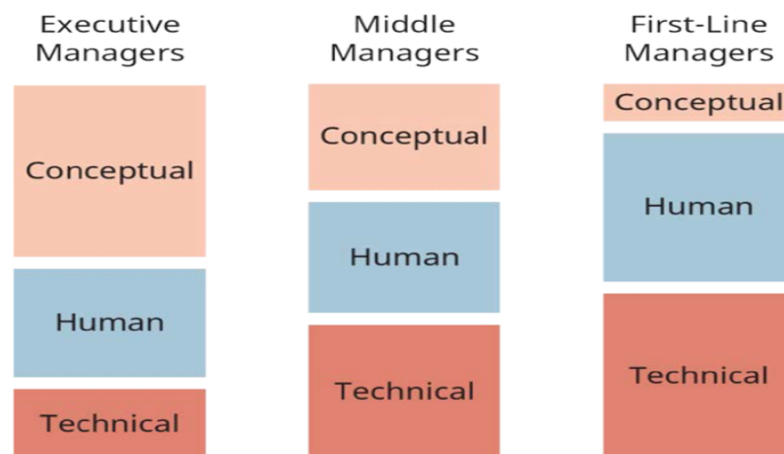 Executive
Managers
Middle
Managers
First-Line
Managers
Conceptual
Conceptual
Conceptual
Human
Human
Human
Technical
Technical
Technical